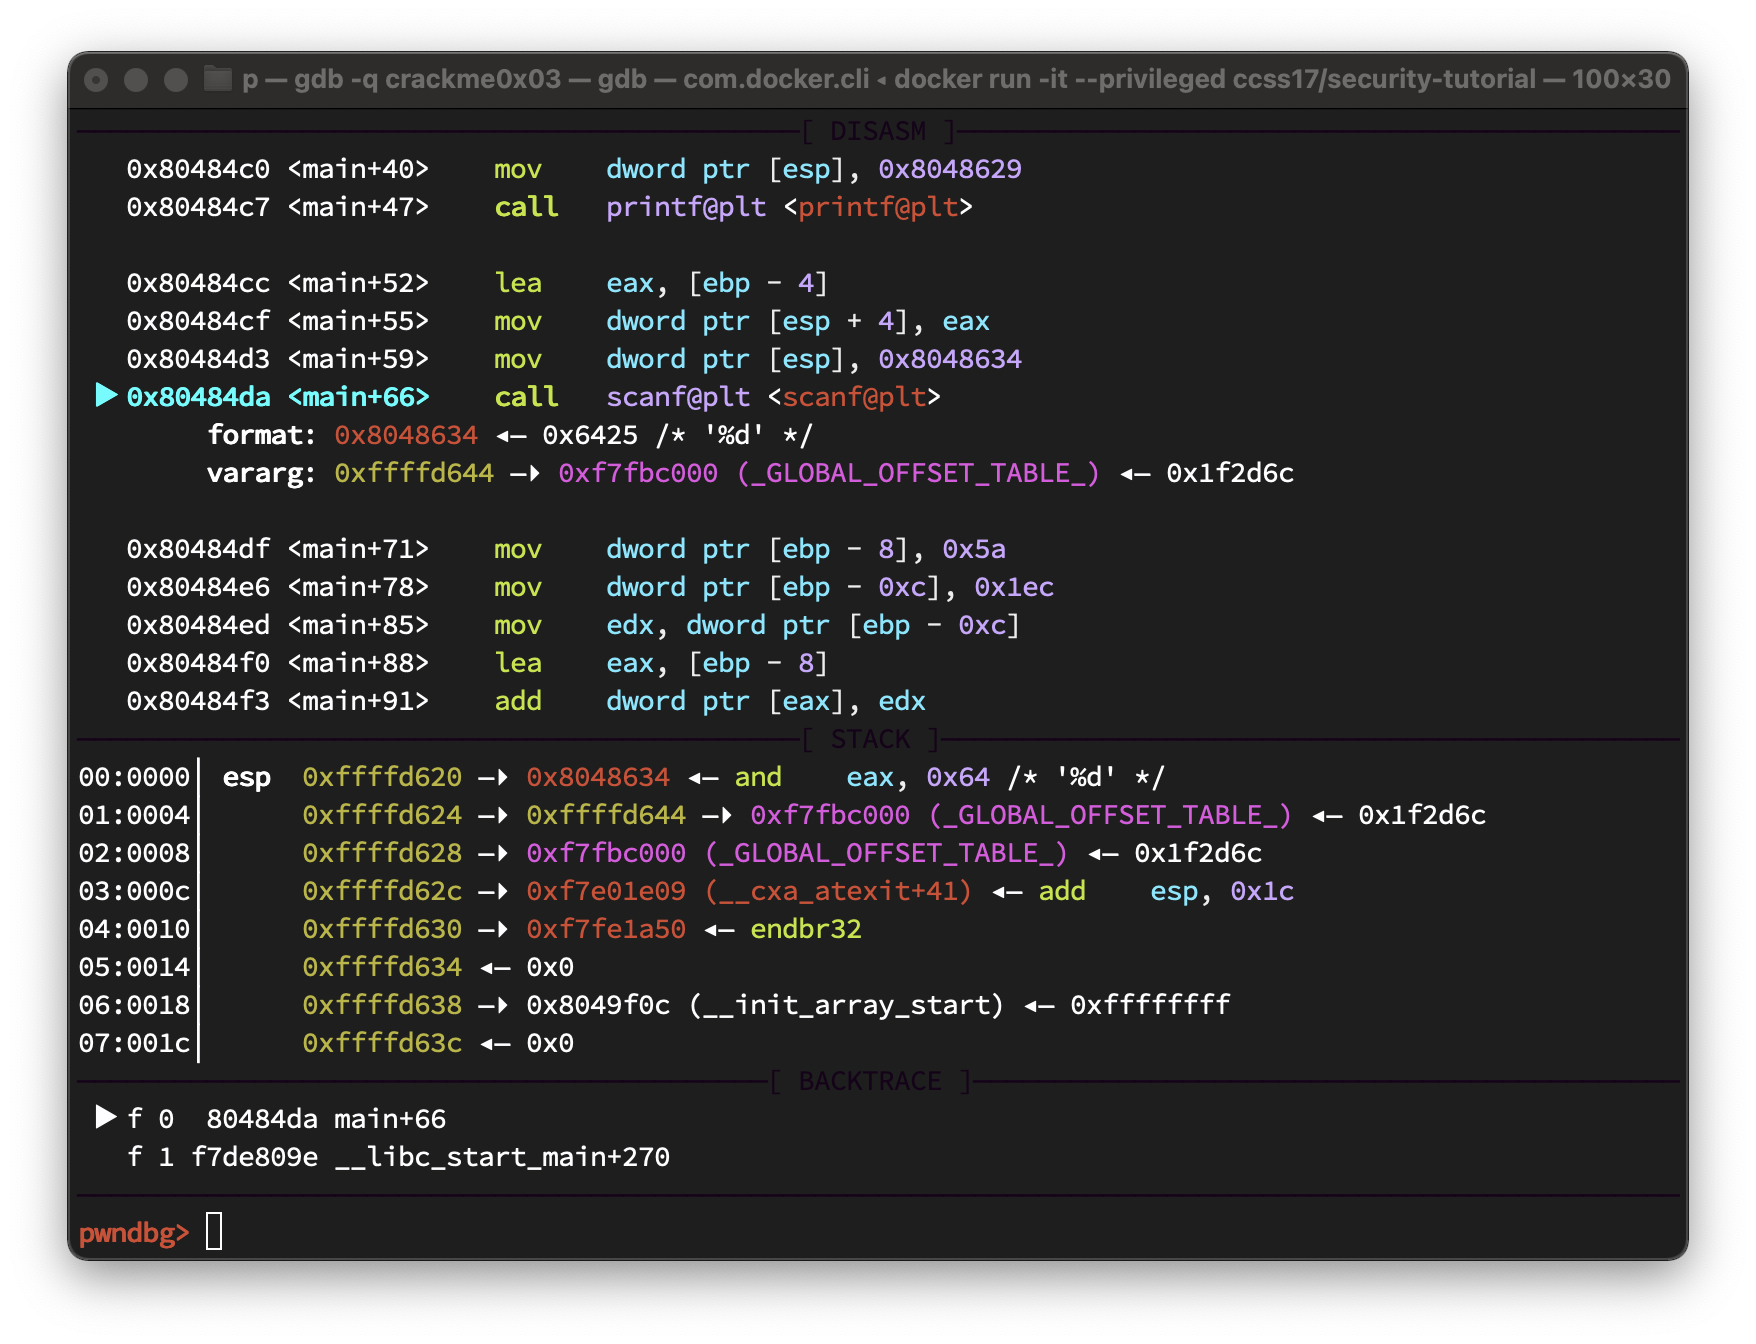 p — gdb -q crackme0x03 — gdb — com.docker.cli ◂ docker run -it --privileged ccss17/security-tutorial — 100×30
[ DISASM ]
0x80484c0 <main+40>    mov    dword ptr [esp], 0x8048629
0x80484c7 <main+47>    call   printf@plt <printf@plt>
0x80484cc <main+52>    lea    eax, [ebp - 4]
0x80484cf <main+55>    mov    dword ptr [esp + 4], eax
0x80484d3 <main+59>    mov    dword ptr [esp], 0x8048634
► 0x80484da <main+66>    call   scanf@plt <scanf@plt>
format: 0x8048634 ◂— 0x6425 /* '%d' */
vararg: 0xffffd644 —▸ 0xf7fbc000 (_GLOBAL_OFFSET_TABLE_) ◂— 0x1f2d6c
0x80484df <main+71>    mov    dword ptr [ebp - 8], 0x5a
0x80484e6 <main+78>    mov    dword ptr [ebp - 0xc], 0x1ec
0x80484ed <main+85>    mov    edx, dword ptr [ebp - 0xc]
0x80484f0 <main+88>    lea    eax, [ebp - 8]
0x80484f3 <main+91>    add    dword ptr [eax], edx
[ STACK ]
00:0000│ esp  0xffffd620 —▸ 0x8048634 ◂— and    eax, 0x64 /* '%d' */
01:0004│      0xffffd624 —▸ 0xffffd644 —▸ 0xf7fbc000 (_GLOBAL_OFFSET_TABLE_) ◂— 0x1f2d6c
02:0008│      0xffffd628 —▸ 0xf7fbc000 (_GLOBAL_OFFSET_TABLE_) ◂— 0x1f2d6c
03:000c│      0xffffd62c —▸ 0xf7e01e09 (__cxa_atexit+41) ◂— add    esp, 0x1c
04:0010│      0xffffd630 —▸ 0xf7fe1a50 ◂— endbr32
05:0014│      0xffffd634 ◂— 0x0
06:0018│      0xffffd638 —▸ 0x8049f0c (__init_array_start) ◂— 0xffffffff
07:001c│      0xffffd63c ◂— 0x0
[ BACKTRACE ]
► f 0  80484da main+66
f 1 f7de809e __libc_start_main+270
pwndbg>